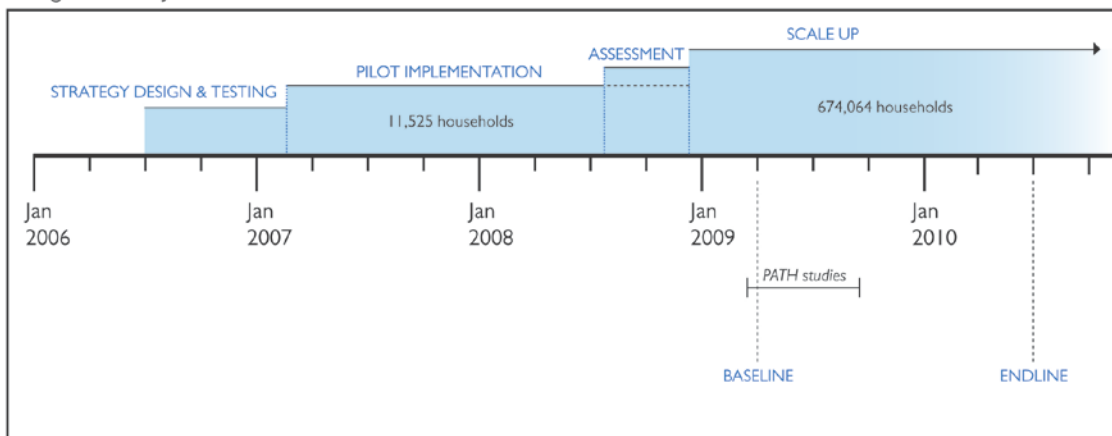 SCALE UP
ASSESSMENT
PILOT IMPLEMENTATION
STRATEGY DESIGN & TESTING
11,525 households
674,064 households
Jan
2006
Jan
2007
Jan
2008
Jan
2009
Jan
2010
PATH studies
BASELINE
ENDLINE